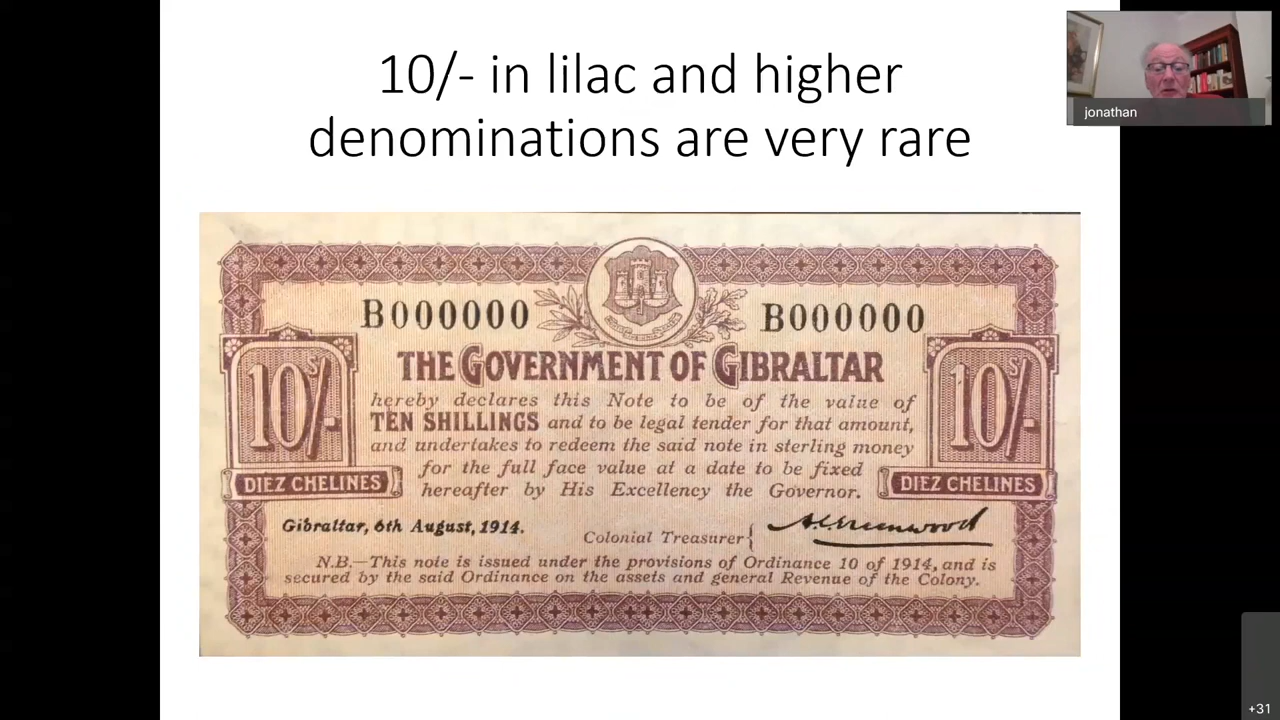 10/- in lilac and higher
denominations are very rare
jonathan
B000000 B000000
THE GOVERNMENT OF GIBRALTAR
10/- 10/-
hereby declares this Note to be of the value of
TEN SHILLINGS and to be legal tender for that amount,
and undertakes to redeem the said note in sterling money
for the full face value at a date to be fixed
hereafter by His Excellency the Governor.
DIEZ CHELINES DIEZ CHELINES
Gibraltar, 6th August, 1914.
Colonial Treasurer
N.B.—This note is issued under the provisions of Ordinance 10 of 1914, and is
secured by the said Ordinance on the assets and general Revenue of the Colony.
+31